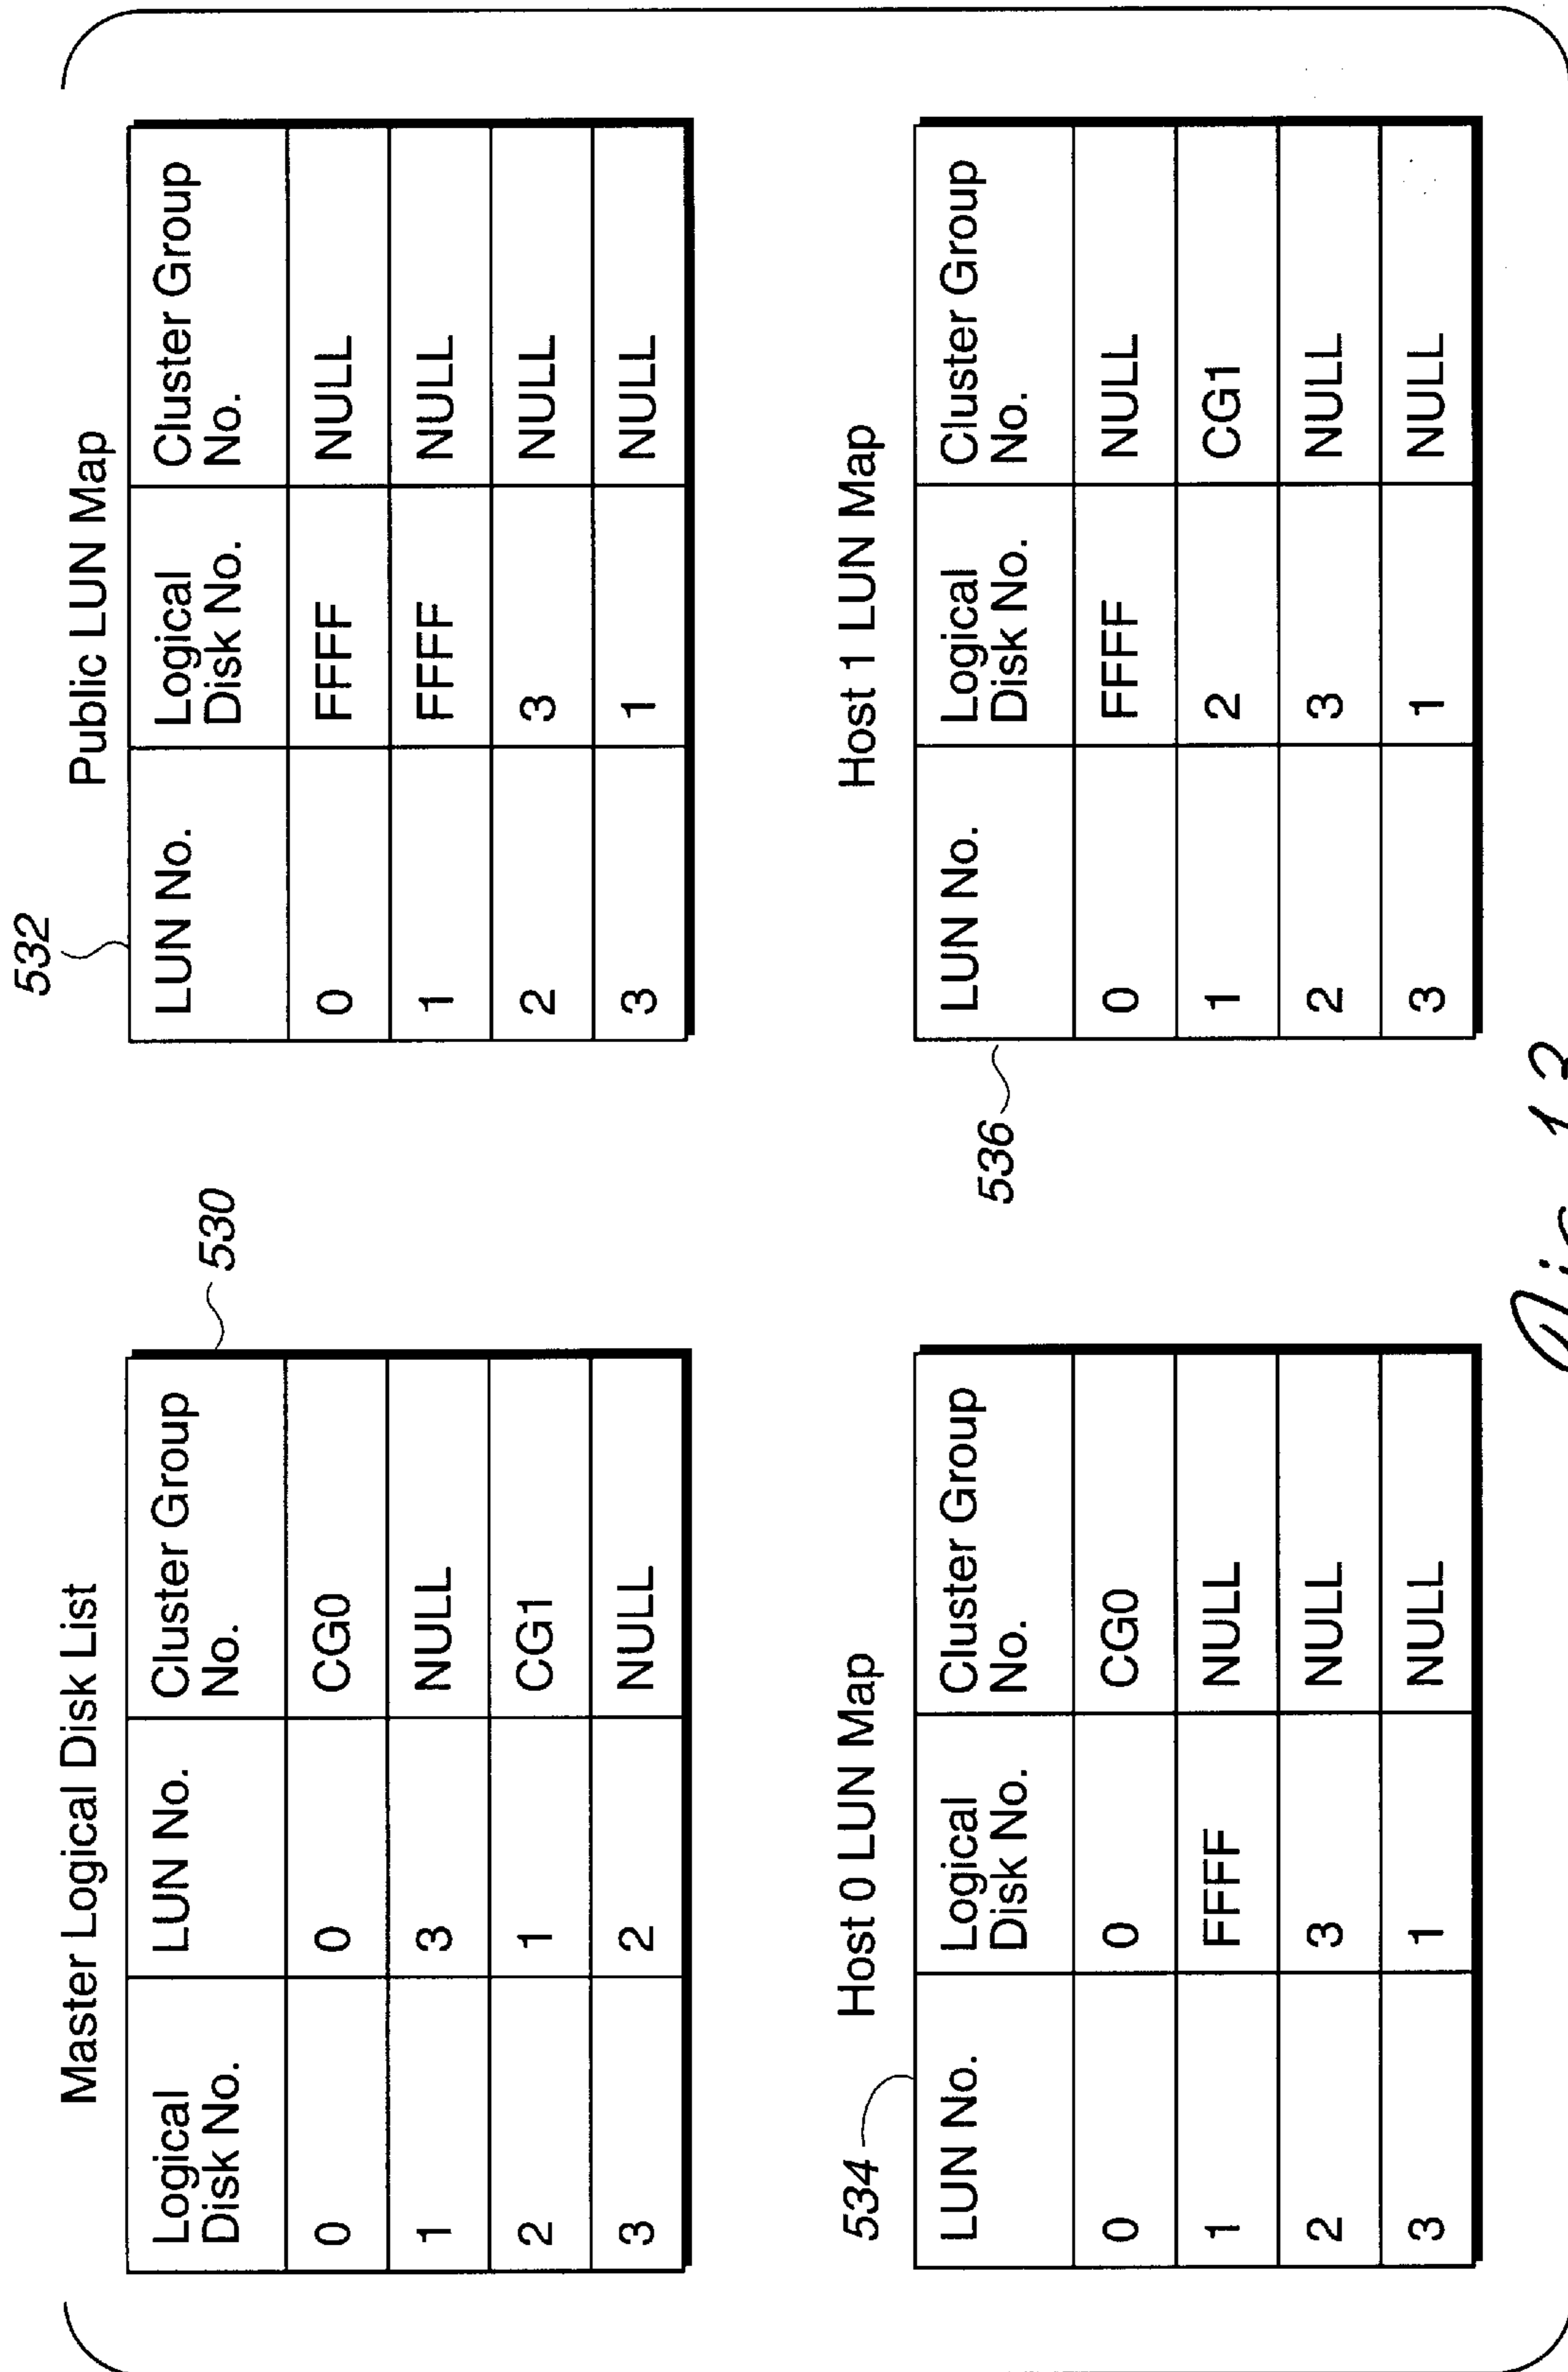 Master Logical Disk List
530
Logical Disk No. LUN No. Cluster Group No.
0 0 CG0
1 3 NULL
2 1 CG1
3 2 NULL
Public LUN Map
532
LUN No. Logical Disk No. Cluster Group No.
0 FFFF NULL
1 FFFF NULL
2 3 NULL
3 1 NULL
Host 0 LUN Map
534
LUN No. Logical Disk No. Cluster Group No.
0 0 CG0
1 FFFF NULL
2 3 NULL
3 1 NULL
Host 1 LUN Map
536
LUN No. Logical Disk No. Cluster Group No.
0 FFFF NULL
1 2 CG1
2 3 NULL
3 1 NULL